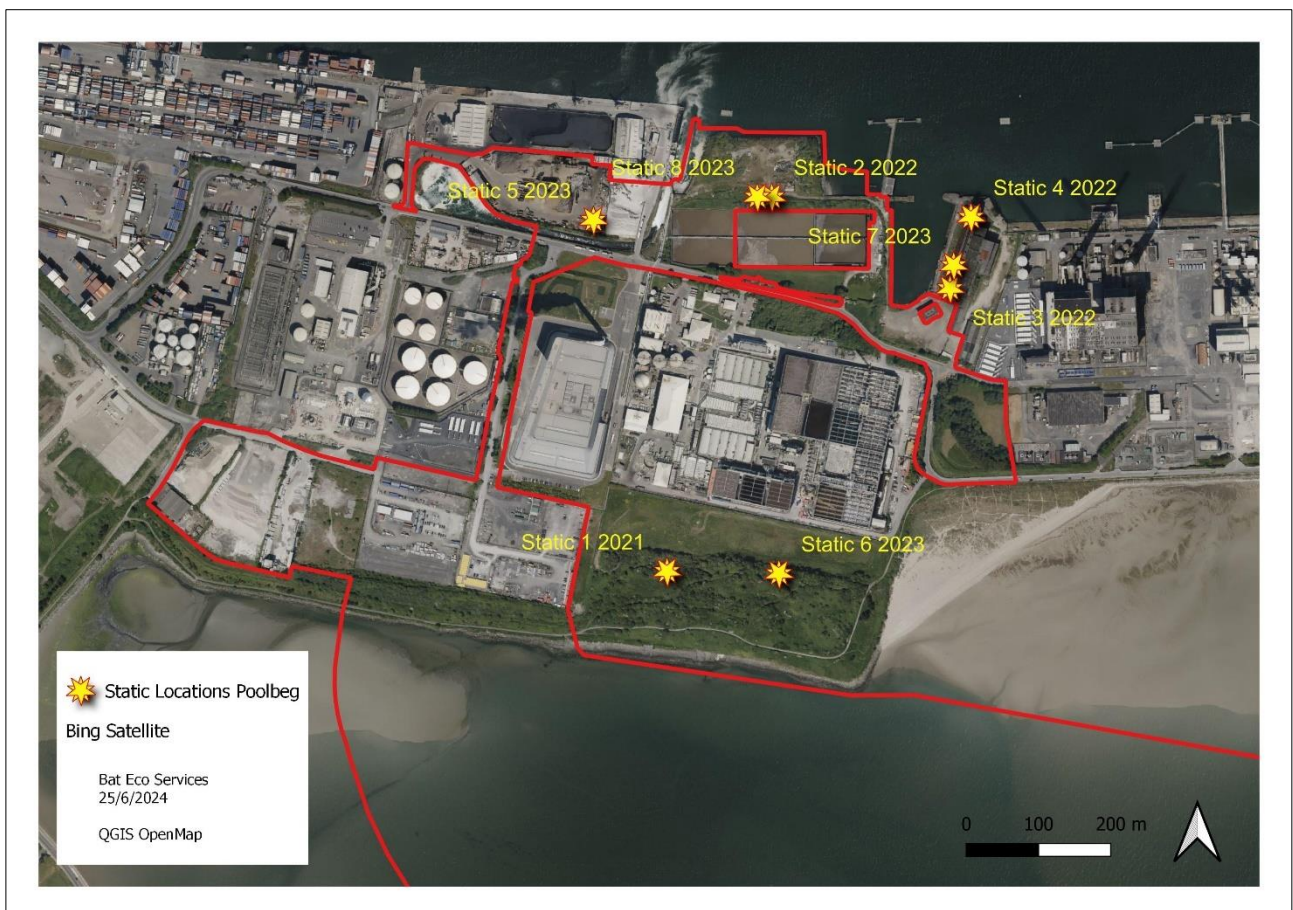 Static 8 2023
Static 2 2022
Static 5 2023
Static 4 2022
Static 7 2023
Static 3 2022
Static 1 2021
Static 6 2023
Static Locations Poolbeg
Bing Satellite
Bat Eco Services
25/6/2024
QGIS OpenMap
0 100 200 m